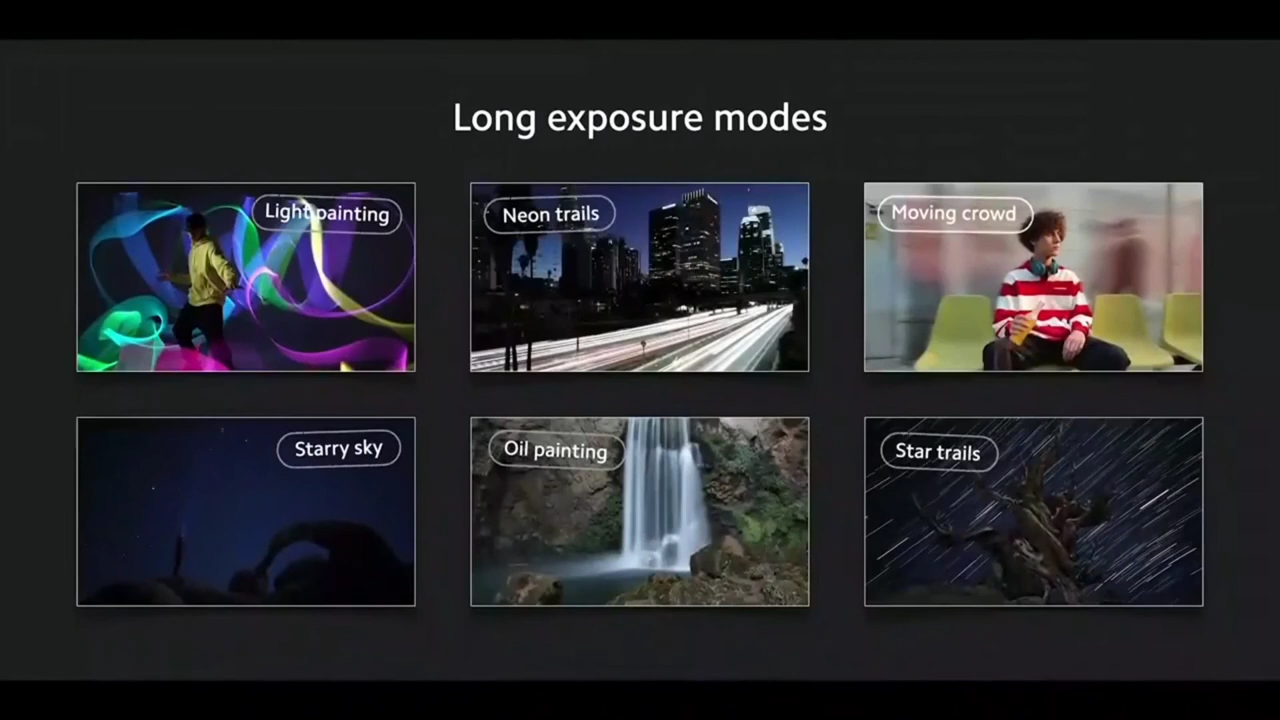 Long exposure modes
Light painting
Neon trails
Moving crowd
Starry sky
Oil painting
Star trails